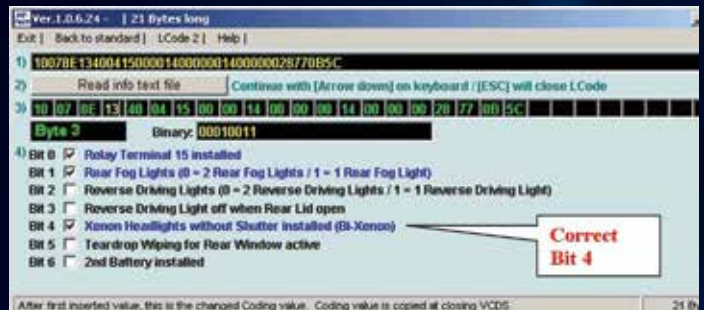 Ver.1.0.6.24 - | 21 Bytes long
Exit | Back to standard | LCode 2 | Help |
1) 10078E134004150000140000001400000028770B5C
2) Read info text file Continue with [Arrow down] on keyboard / [ESC] will close LCode
3) 10 07 8E 13 40 04 15 00 00 14 00 00 00 14 00 00 00 28 77 0B 5C
Byte 3 Binary: 00010011
4) Bit 0 Relay Terminal 15 installed
Bit 1 Rear Fog Lights (0 = 2 Rear Fog Lights / 1 = 1 Rear Fog Light)
Bit 2 Reverse Driving Lights (0 = 2 Reverse Driving Lights / 1 = 1 Reverse Driving Light)
Bit 3 Reverse Driving Light off when Rear Lid open
Bit 4 Xenon Headlights without Shutter installed (Bi-Xenon)
Correct
Bit 4
Bit 5 Teardrop Wiping for Rear Window active
Bit 6 2nd Battery installed
After first inserted value, this is the changed Coding value. Coding value is copied at closing VCDS 21 By